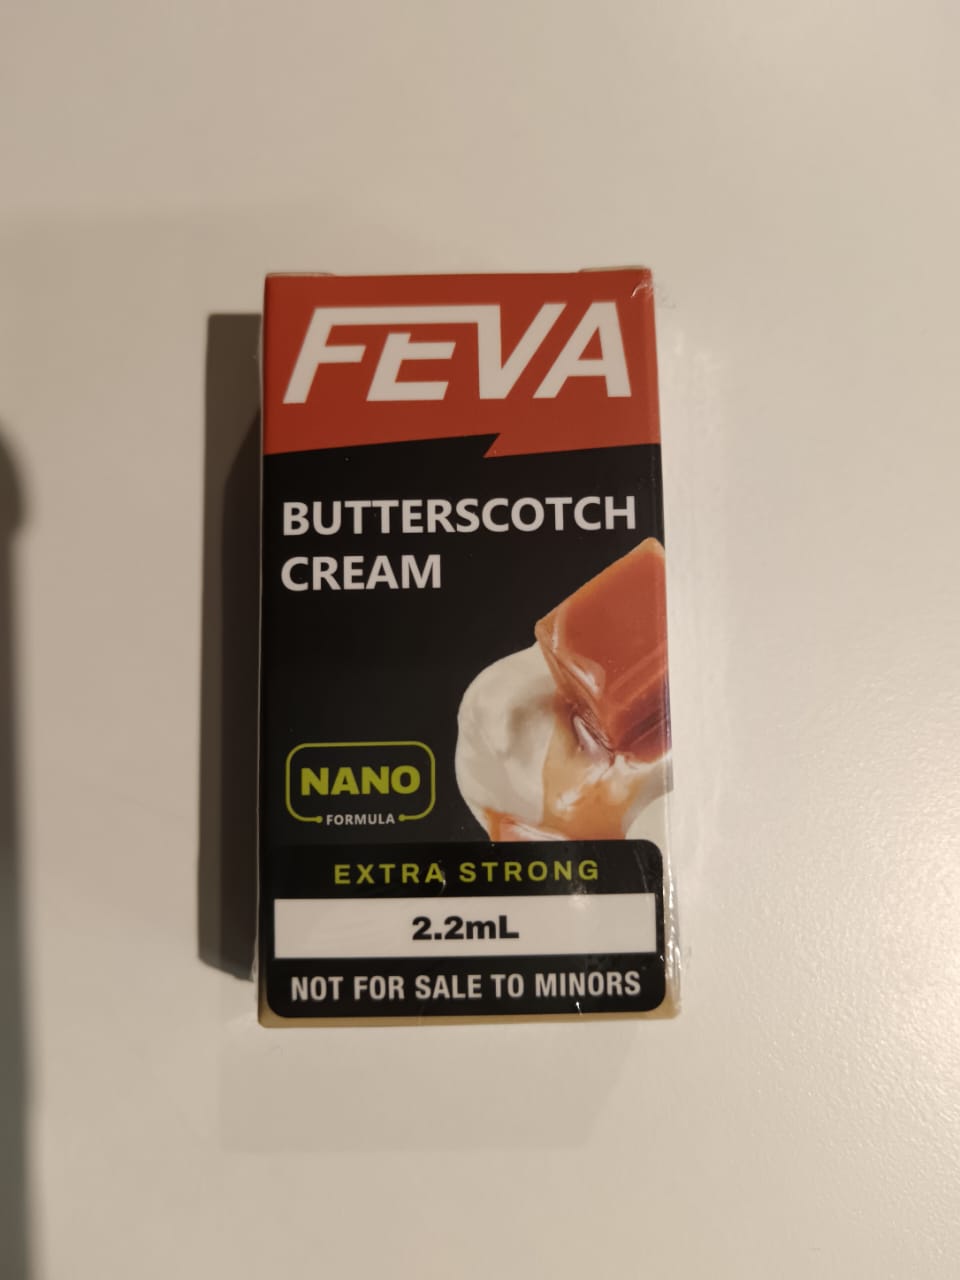 FEVA
BUTTERSCOTCH
CREAM
NANO
FORMULA
EXTRA STRONG
2.2mL
NOT FOR SALE TO MINORS